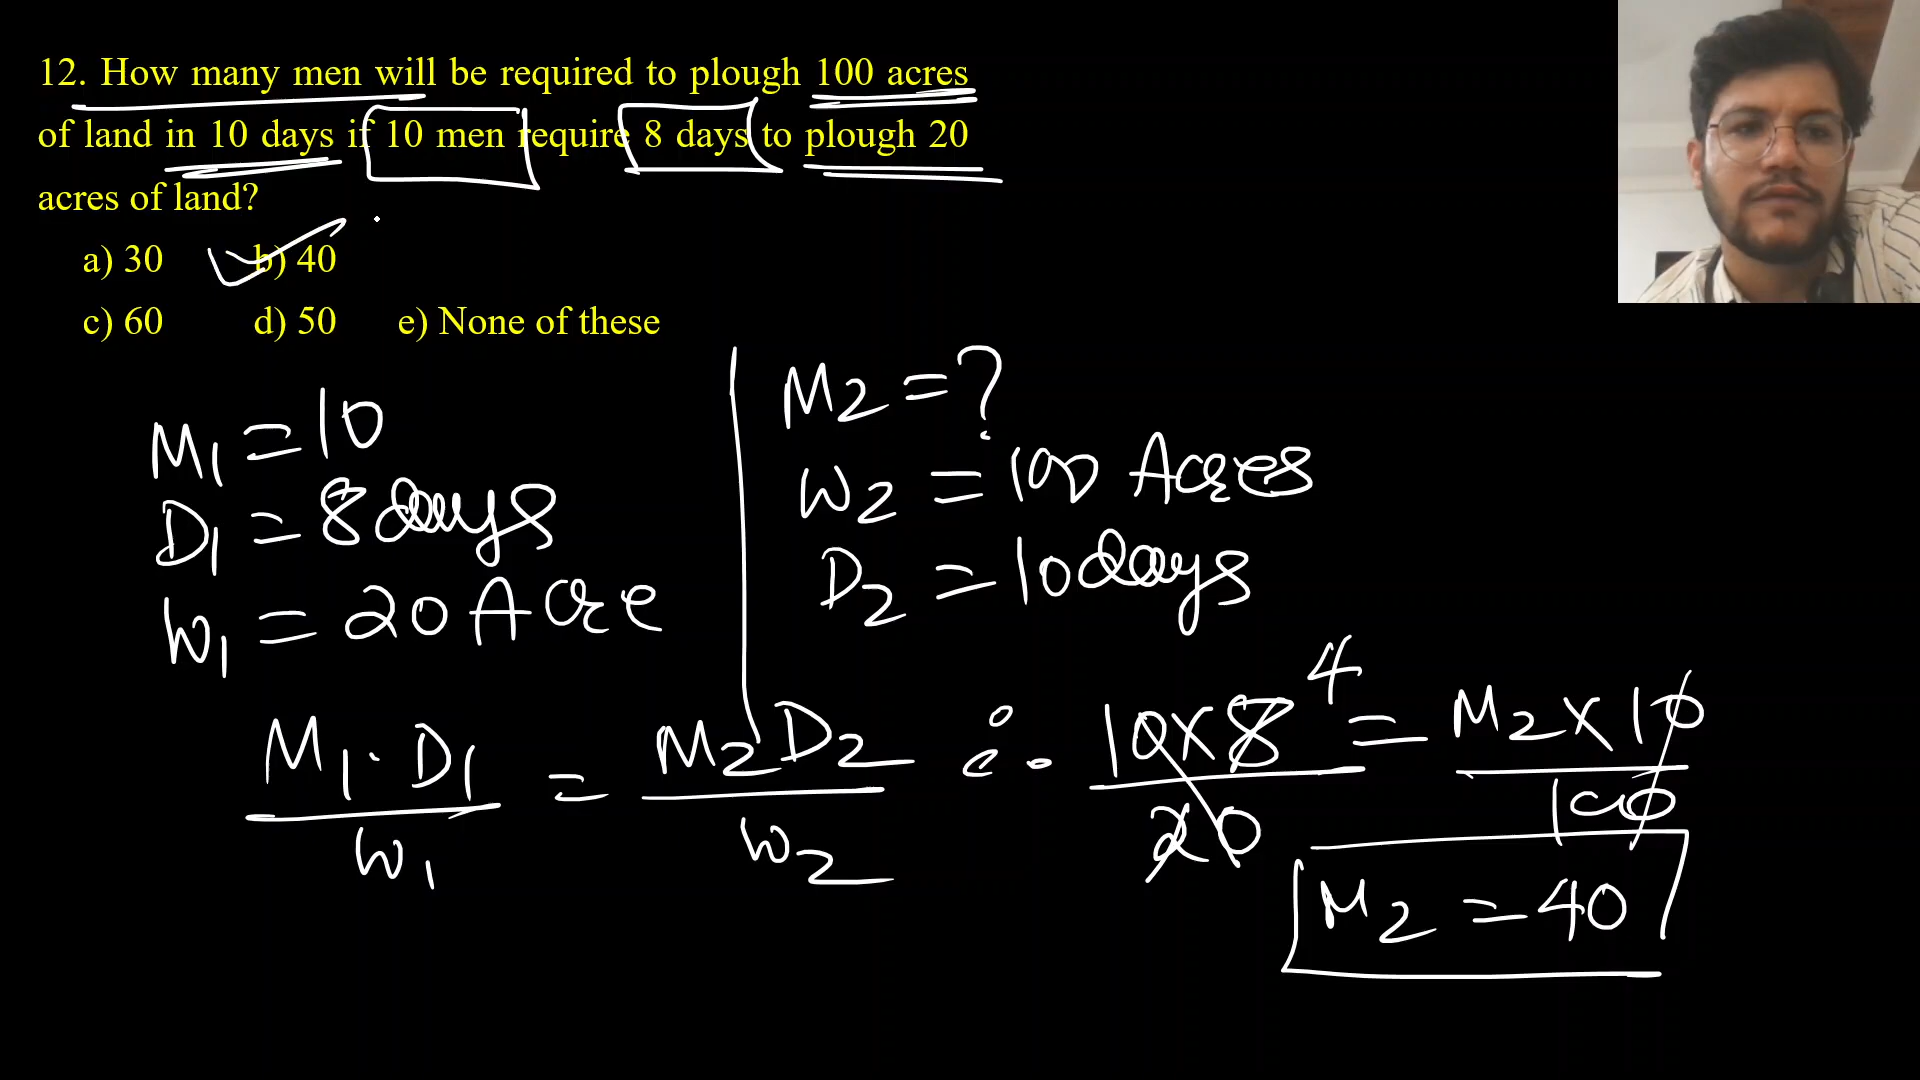 12. How many men will be required to plough 100 acres
of land in 10 days if 10 men require 8 days to plough 20
acres of land?
a) 30 b) 40
c) 60 d) 50 e) None of these
M1 = 10
D1 = 8 days
W1 = 20 Acre
M2 = ?
W2 = 100 Acres
D2 = 10 days
M1 · D1 / W1 = M2 D2 / W2
10 x 8 / 20 = M2 x 10 / 100
4
M2 = 40